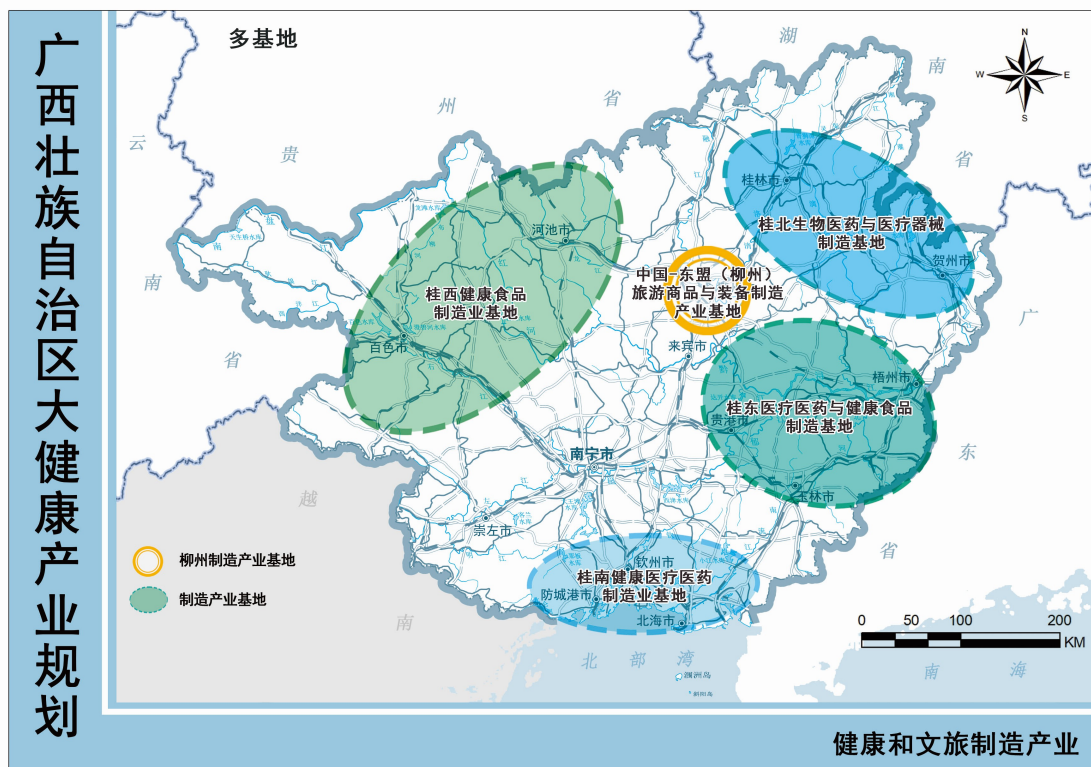 广西壮族自治区大健康产业规划
多基地
湖
南
省
贵
州
省
云
南
省
N
W
E
S
桂林市
桂北生物医药与医疗器械
制造基地
贺州市
河池市
中国-东盟（柳州）
旅游商品与装备制造
产业基地
桂西健康食品
制造业基地
百色市
来宾市
广
东
省
梧州市
桂东医疗医药与健康食品
制造基地
贵港市
南宁市
玉林市
越
南
崇左市
柳州制造产业基地
制造产业基地
钦州市
桂南健康医疗医药
制造业基地
防城港市
北海市
北部湾
涠洲岛
斜阳岛
0
50
100
200
KM
南海
健康和文旅制造产业